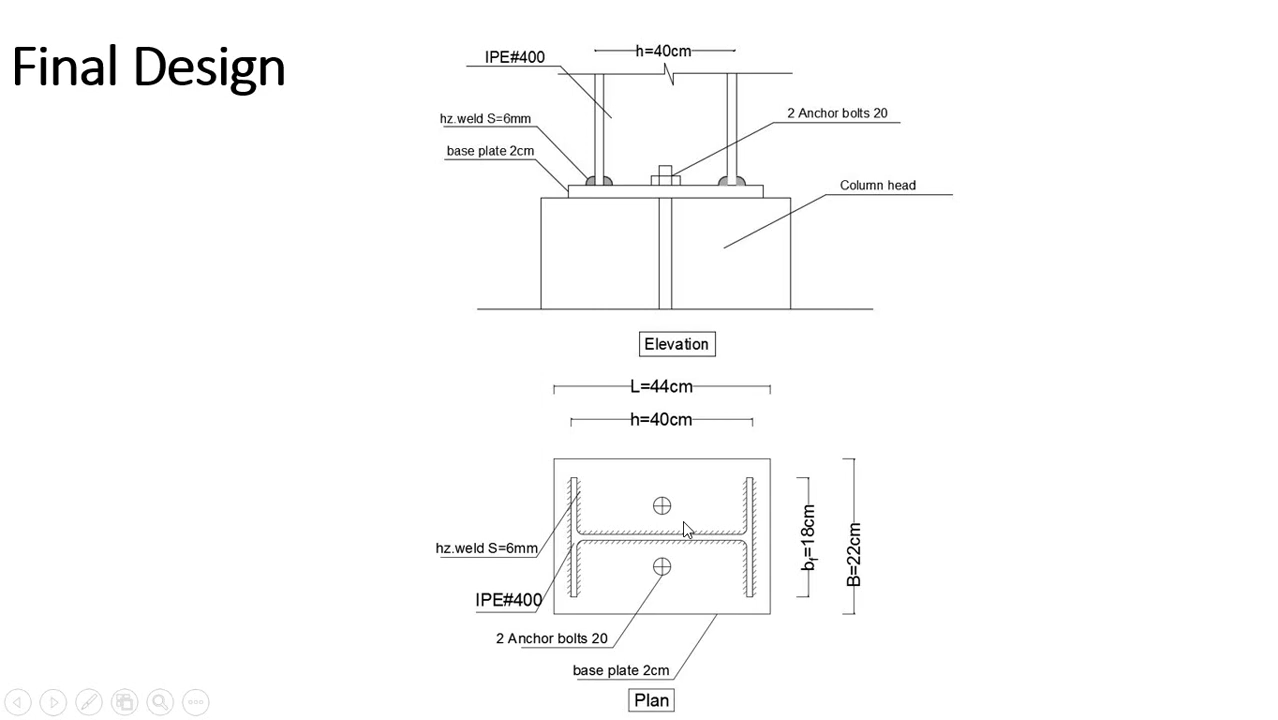 Final Design
h=40cm
IPE#400
2 Anchor bolts 20
hz.weld S=6mm
base plate 2cm
Column head
Elevation
L=44cm
h=40cm
bf=18cm
B=22cm
hz.weld S=6mm
IPE#400
2 Anchor bolts 20
base plate 2cm
Plan